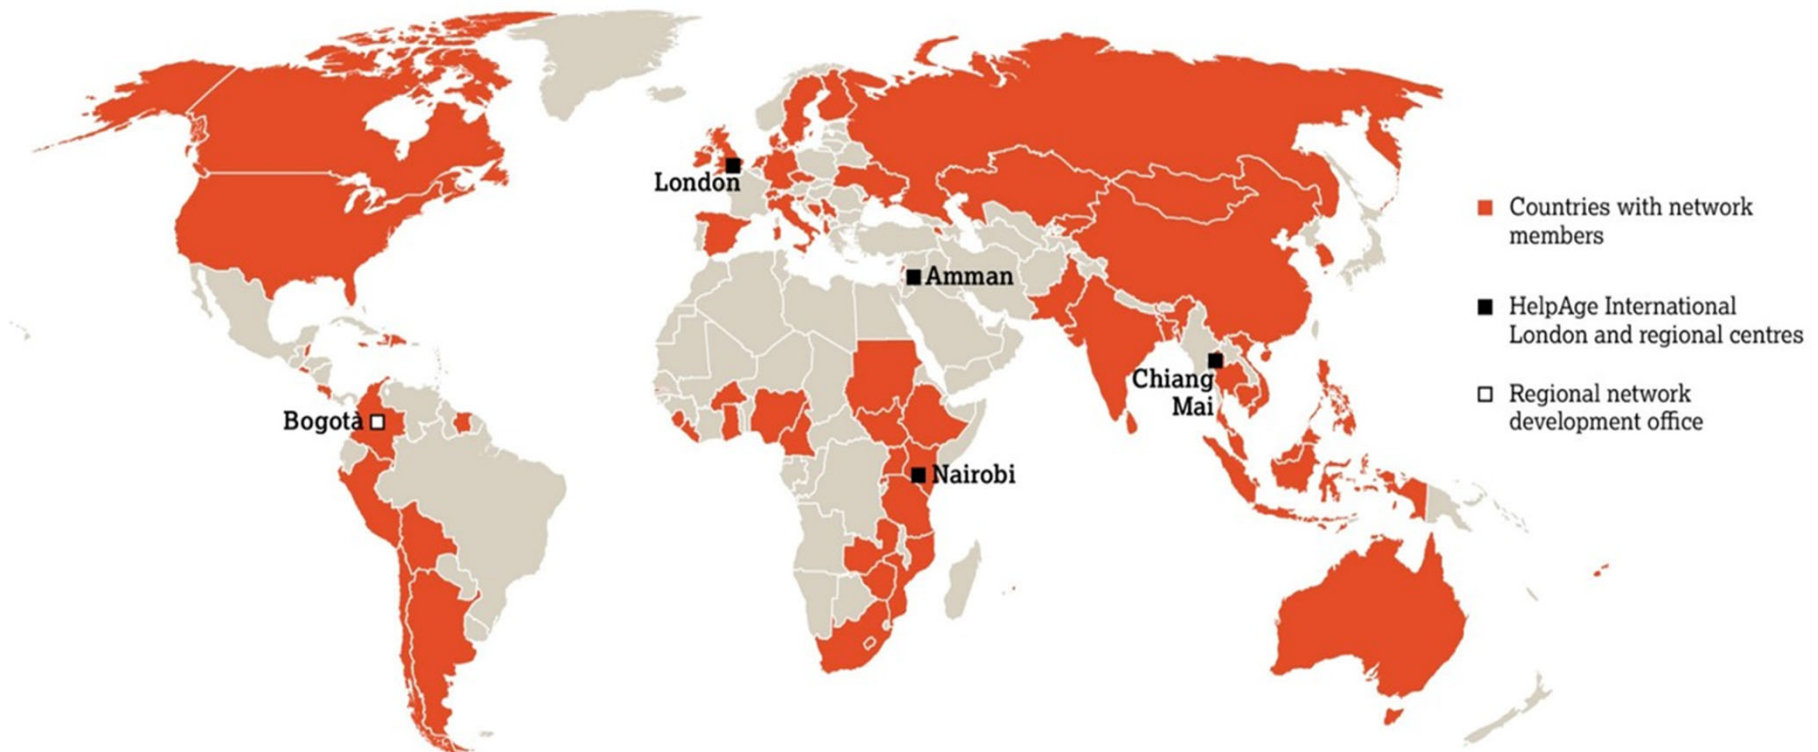 London
Amman
Chiang
Mai
Bogotà
Nairobi
Countries with network
members
HelpAge International
London and regional centres
Regional network
development office